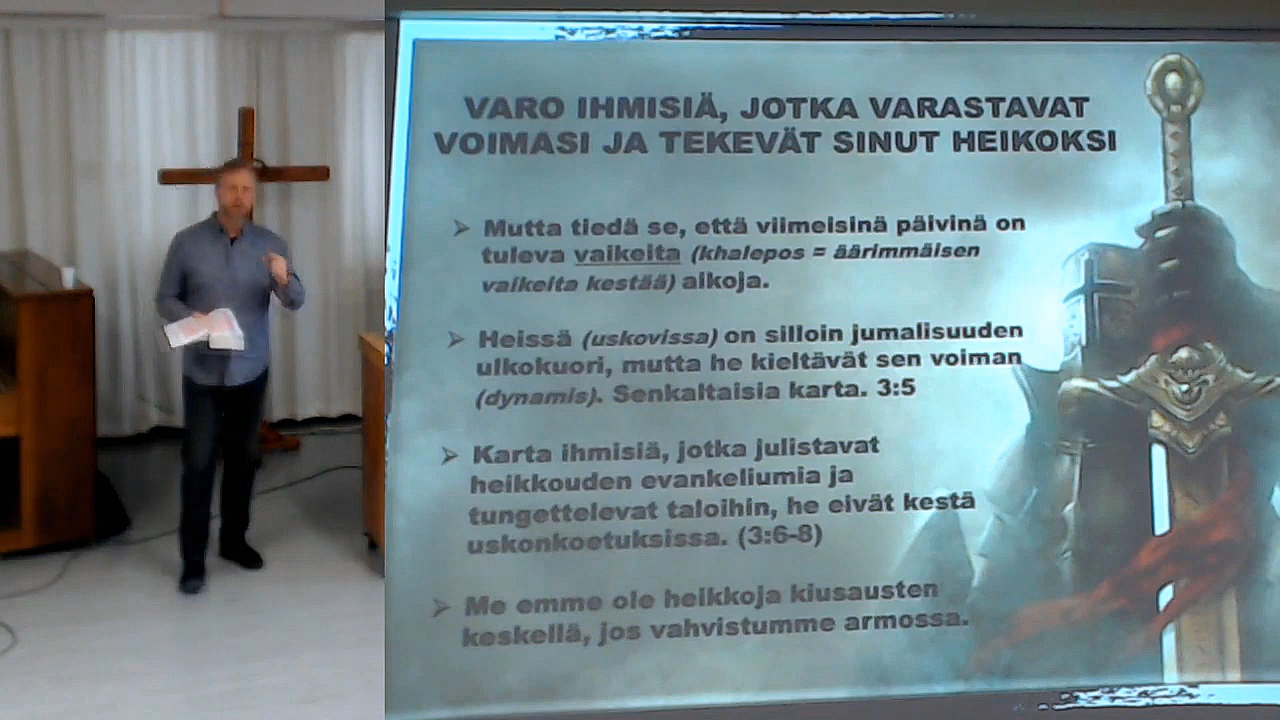 VARO IHMISIÄ, JOTKA VARASTAVAT
VOIMASI JA TEKEVÄT SINUT HEIKOKSI
➢ Mutta tiedä se, että viimeisinä päivinä on
tuleva vaikeita (khalepos = äärimmäisen
vaikeita kestää) aikoja.
➢ Heissä (uskovissa) on silloin jumalisuuden
ulkokuori, mutta he kieltävät sen voiman
(dynamis). Senkaltaisia karta. 3:5
➢ Karta ihmisiä, jotka julistavat
heikkouden evankeliumia ja
tungettelevat taloihin, he eivät kestä
uskonkoetuksissa. (3:6-8)
➢ Me emme ole heikkoja kiusausten
keskellä, jos vahvistumme armossa.